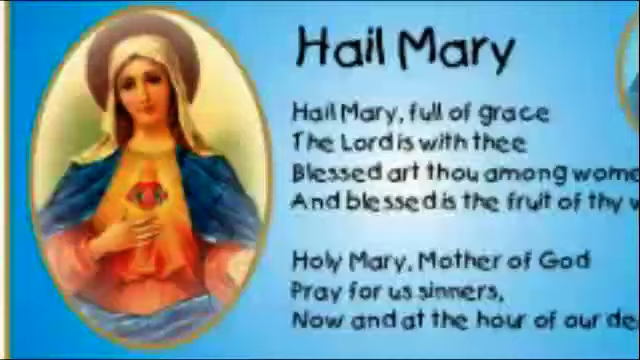 Hail Mary
Hail Mary, full of grace
The Lord is with thee
Blessed art thou among
And blessed is the fruit of thy
Holy Mary, Mother of God
Pray for us sinners,
Now and at the hour of our